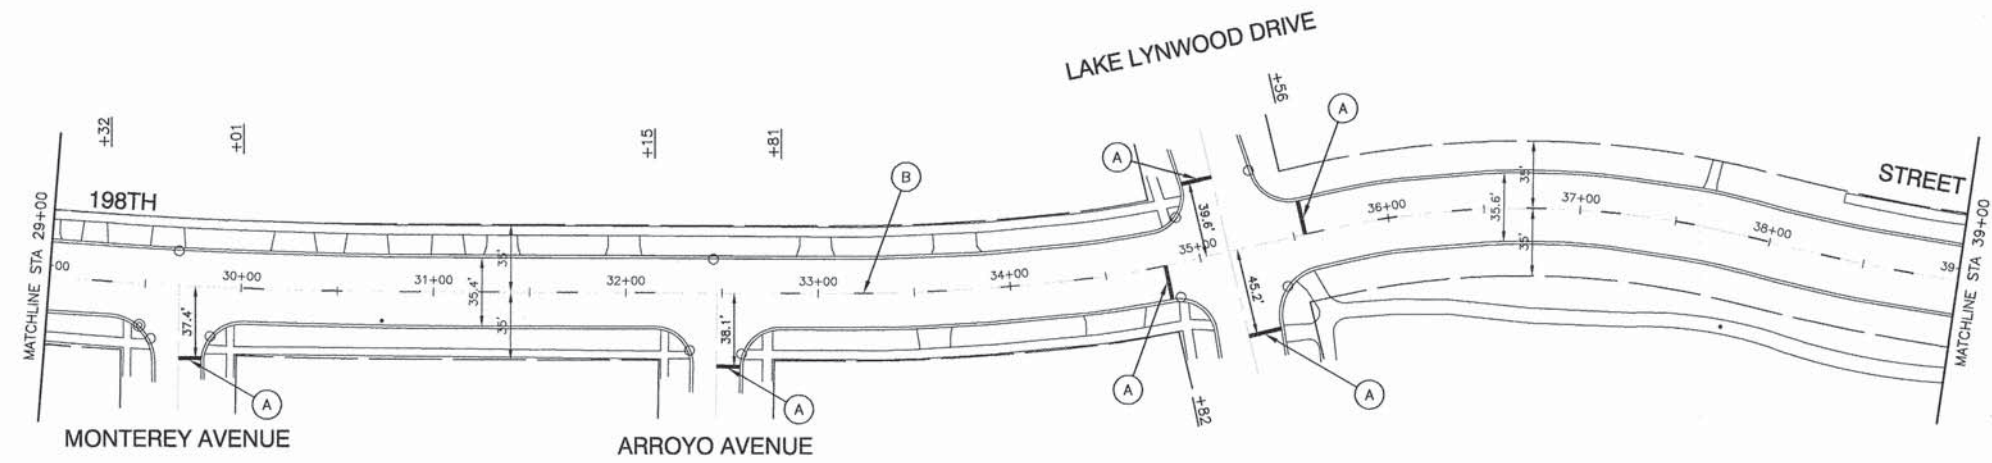 LAKE LYNWOOD DRIVE
+32
+01
+15
+81
+56
A
A
B
198TH
STREET
MATCHLINE STA 29+00
MATCHLINE STA 39+00
00
30+00
31+00
32+00
33+00
34+00
35+00
36+00
37+00
38+00
39
37.4'
35.4'
35'
35'
38.1'
39.6'
45.2'
35.6'
35'
35'
A
A
A
A
+82
MONTEREY AVENUE
ARROYO AVENUE